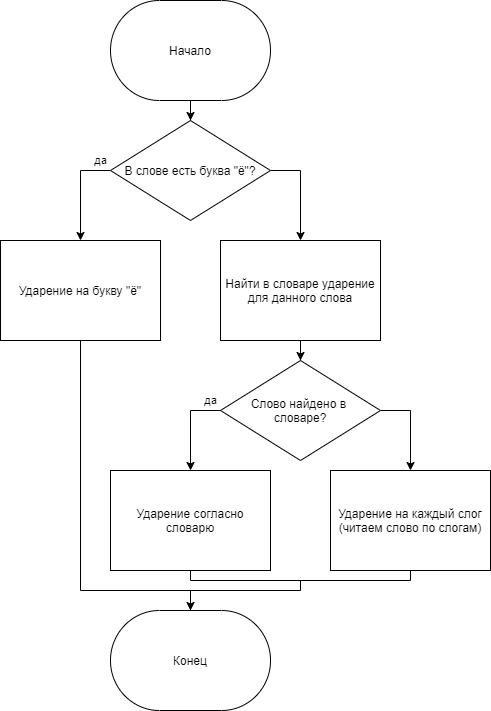 Начало
да
В слове есть буква "ё"?
Ударение на букву "ё"
Найти в словаре ударение
для данного слова
да
Слово найдено в
словаре?
Ударение согласно
словарю
Ударение на каждый слог
(читаем слово по слогам)
Конец